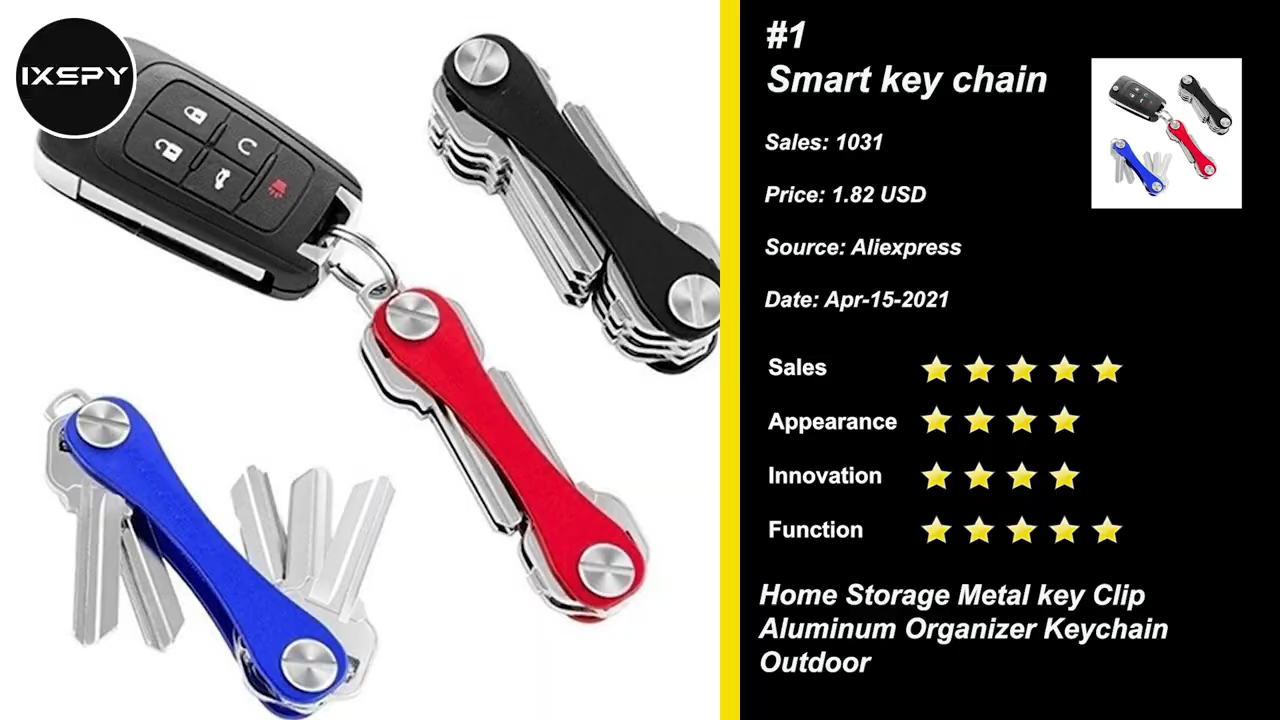 IXSPY
#1
Smart key chain
Sales: 1031
Price: 1.82 USD
Source: Aliexpress
Date: Apr-15-2021
Sales
Appearance
Innovation
Function
Home Storage Metal key Clip
Aluminum Organizer Keychain
Outdoor